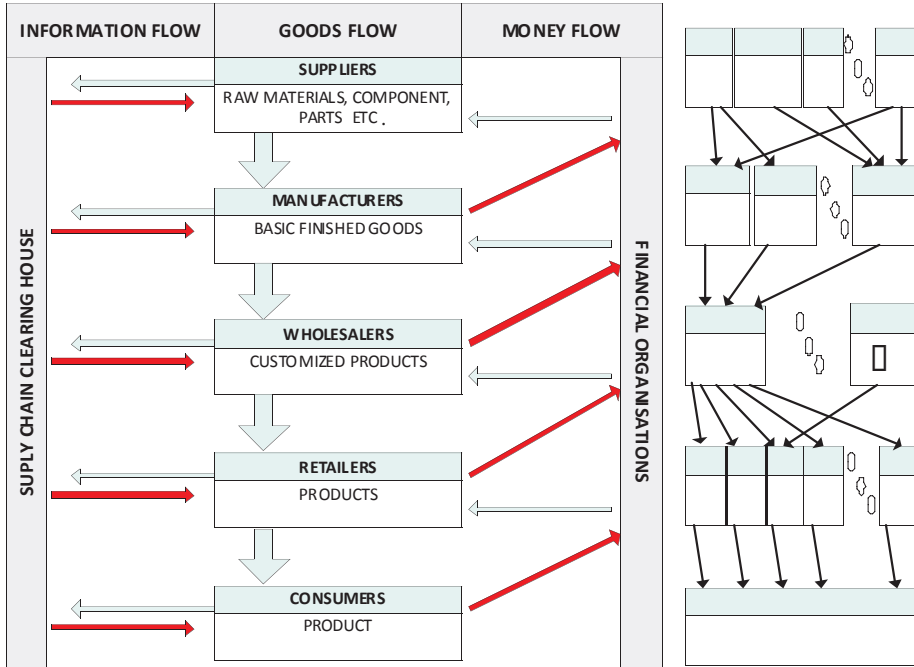 INFORMATION FLOW
GOODS FLOW
MONEY FLOW
SUPLY CHAIN CLEARING HOUSE
SUPPLIERS
RAW MATERIALS, COMPONENT,
PARTS ETC .
MANUFACTURERS
BASIC FINISHED GOODS
WHOLESALERS
CUSTOMIZED PRODUCTS
RETAILERS
PRODUCTS
CONSUMERS
PRODUCT
FINANCIAL ORGANISATIONS